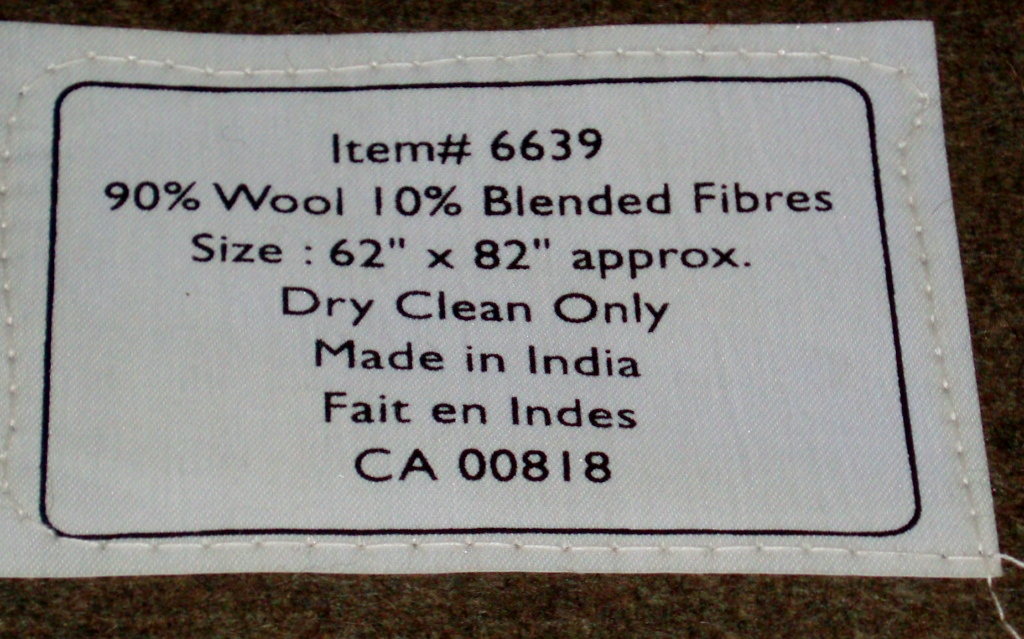 Item# 6639
90% Wool 10% Blended Fibres
Size : 62" x 82" approx.
Dry Clean Only
Made in India
Fait en Indes
CA 00818